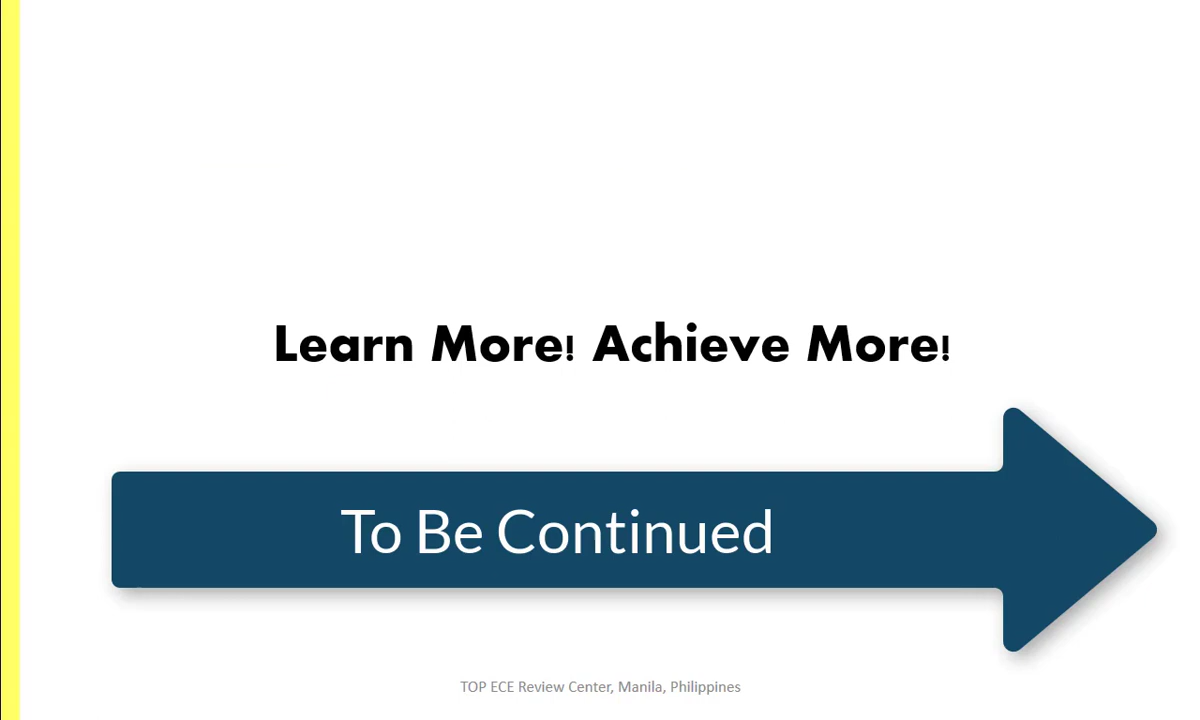 Learn More! Achieve More!
To Be Continued
TOP ECE Review Center, Manila, Philippines